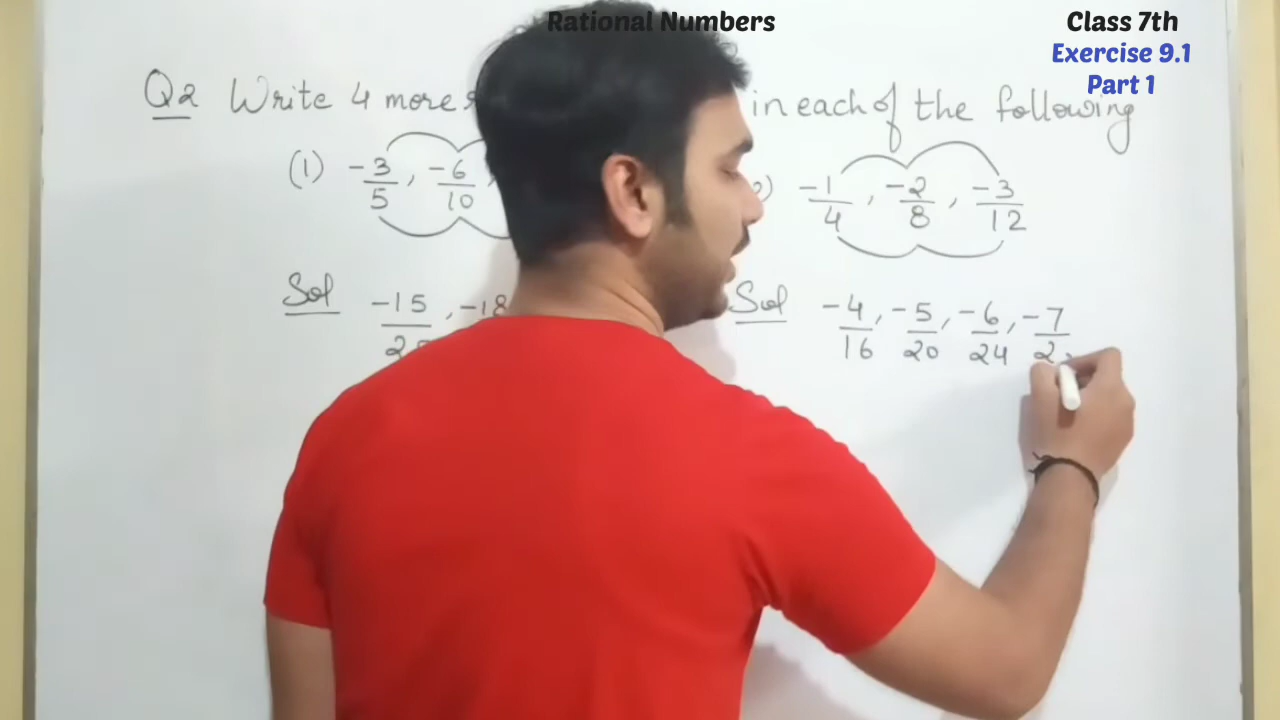 Rational Numbers
Class 7th
Exercise 9.1
Part 1
Q2 Write 4 more in each of the following
(1) -3/5, -6/10
-1/4, -2/8, -3/12
Sol -15/ , -18
Sol -4/16, -5/20, -6/24, -7/2